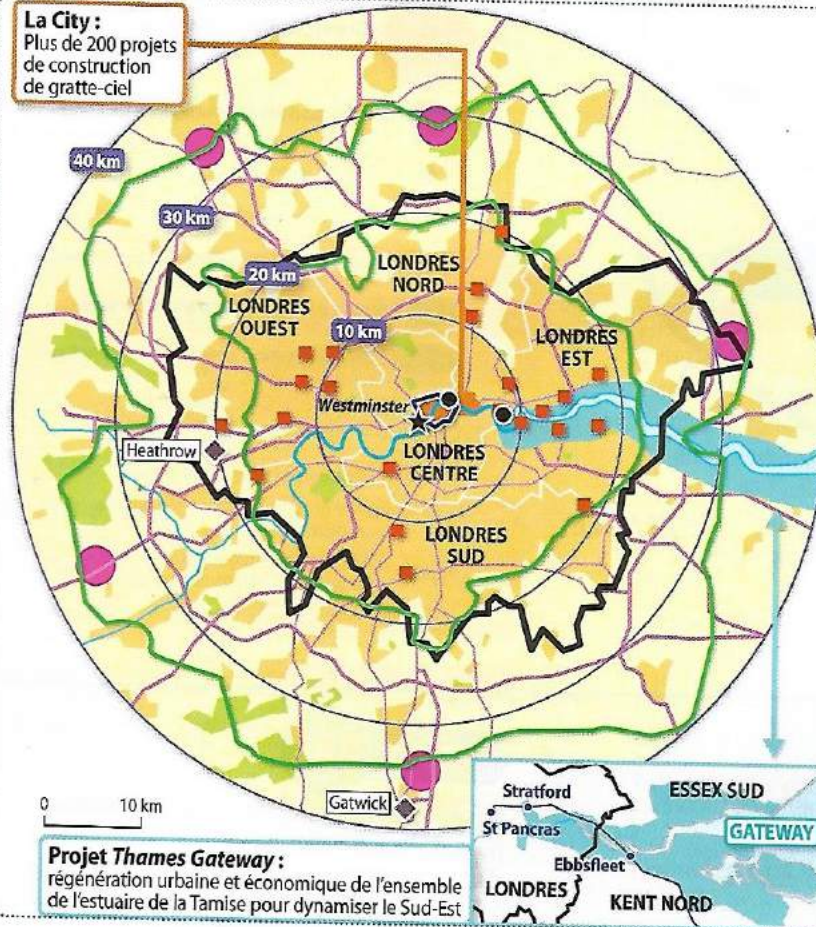 La City :
Plus de 200 projets
de construction
de gratte-ciel
40 km
30 km
20 km
10 km
LONDRES
NORD
LONDRES
OUEST
LONDRES
EST
Westminster
Heathrow
LONDRES
CENTRE
LONDRES
SUD
0 10 km
Gatwick
Projet Thames Gateway :
régénération urbaine et économique de l'ensemble
de l'estuaire de la Tamise pour dynamiser le Sud-Est
Stratford
ESSEX SUD
St Pancras
GATEWAY
Ebbsfleet
LONDRES
KENT NORD